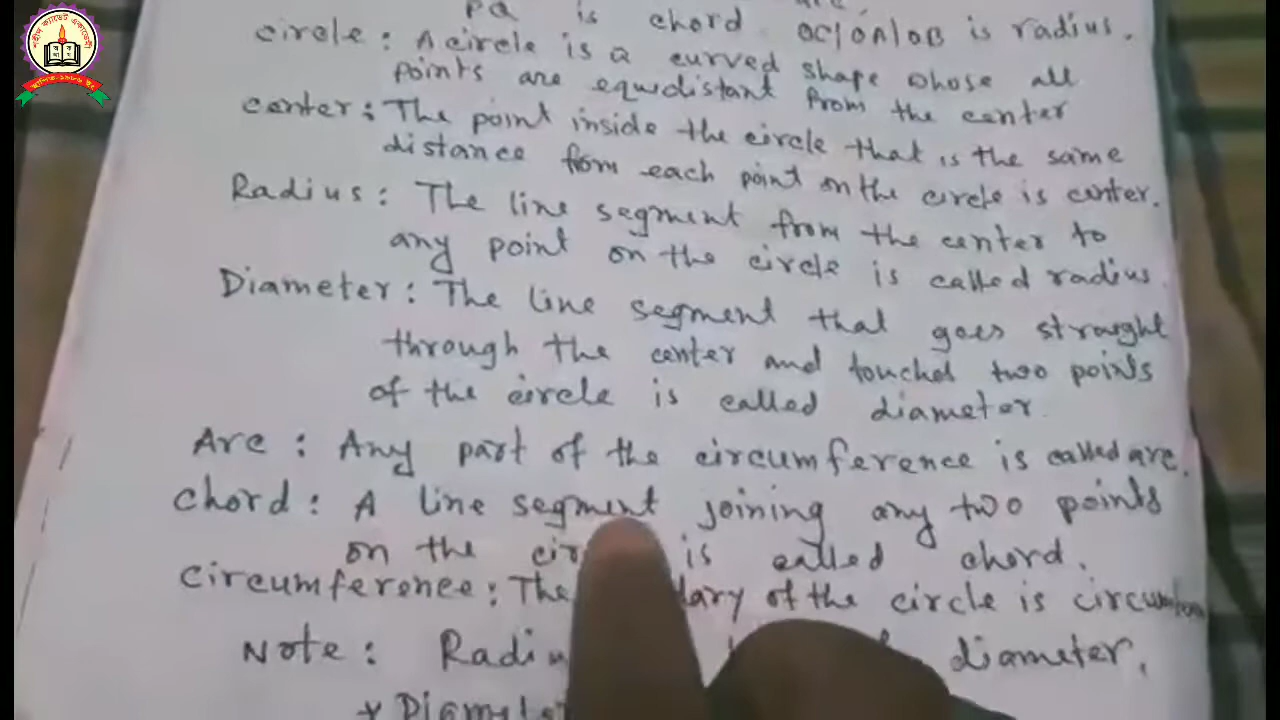 PQ is chord OC/OA/OB is radius.
circle: A circle is a curved shape whose all
points are equidistant from the center
center: The point inside the circle that is the same
distance from each point on the circle is center.
Radius: The line segment from the center to
any point on the circle is called radius.
Diameter: The line segment that goes straight
through the center and touches two points
of the circle is called diameter.
Arc: Any part of the circumference is called arc.
Chord: A line segment joining any two points
on the is called chord.
Circumference: The of the circle is
Note: diameter.